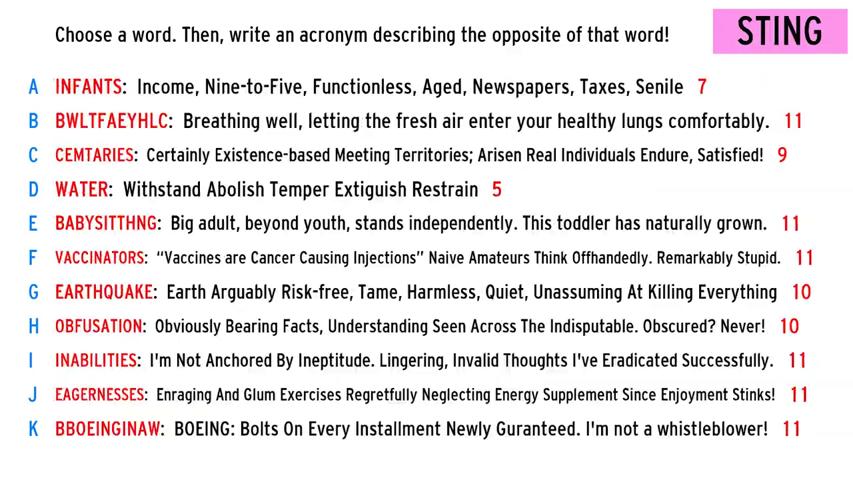 Choose a word. Then, write an acronym describing the opposite of that word!
STING
A INFANTS: Income, Nine-to-Five, Functionless, Aged, Newspapers, Taxes, Senile 7
B BWLTFAEYHLC: Breathing well, letting the fresh air enter your healthy lungs comfortably. 11
C CEMTARIES: Certainly Existence-based Meeting Territories; Arisen Real Individuals Endure, Satisfied! 9
D WATER: Withstand Abolish Temper Extiguish Restrain 5
E BABYSITTHNG: Big adult, beyond youth, stands independently. This toddler has naturally grown. 11
F VACCINATORS: “Vaccines are Cancer Causing Injections” Naive Amateurs Think Offhandedly. Remarkably Stupid. 11
G EARTHQUAKE: Earth Arguably Risk-free, Tame, Harmless, Quiet, Unassuming At Killing Everything 10
H OBFUSATION: Obviously Bearing Facts, Understanding Seen Across The Indisputable. Obscured? Never! 10
I INABILITIES: I'm Not Anchored By Ineptitude. Lingering, Invalid Thoughts I've Eradicated Successfully. 11
J EAGERNESSES: Enraging And Glum Exercises Regretfully Neglecting Energy Supplement Since Enjoyment Stinks! 11
K BBOEINGINAW: BOEING: Bolts On Every Installment Newly Guranteed. I'm not a whistleblower! 11